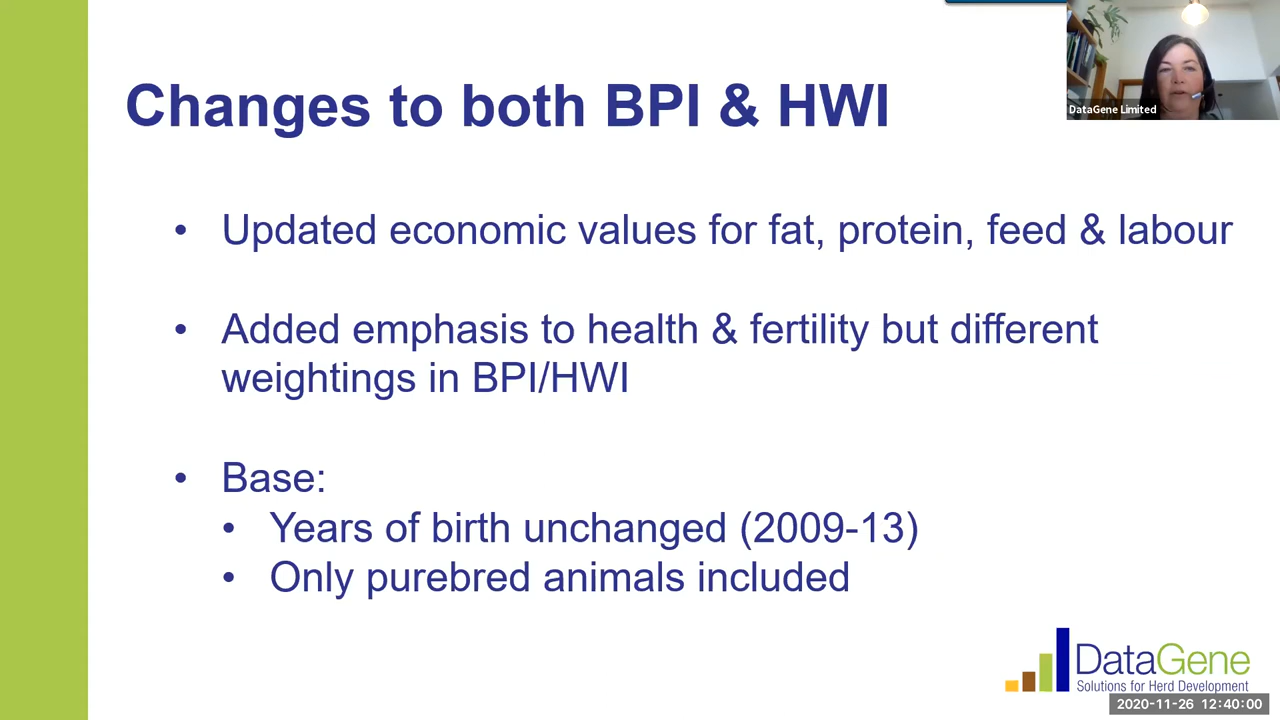 Changes to both BPI & HWI
DataGene Limited
• Updated economic values for fat, protein, feed & labour
• Added emphasis to health & fertility but different
weightings in BPI/HWI
• Base:
• Years of birth unchanged (2009-13)
• Only purebred animals included
DataGene
Solutions for Herd Development
2020-11-26 12:40:00